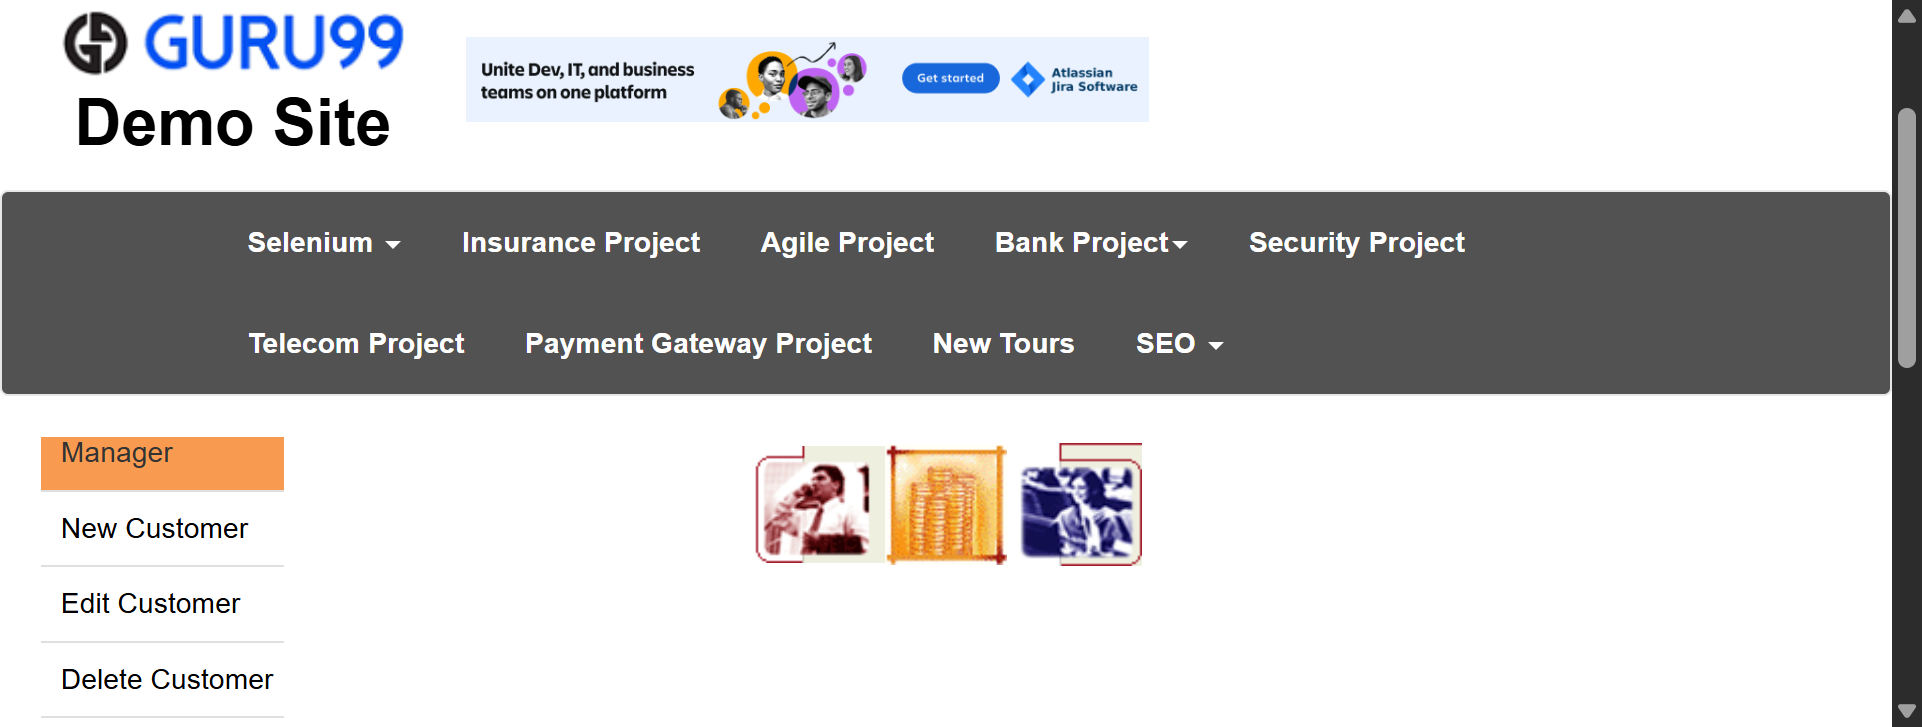 GURU99
Demo Site
Unite Dev, IT, and business
teams on one platform
Get started
Atlassian
Jira Software
Selenium
Insurance Project
Agile Project
Bank Project
Security Project
Telecom Project
Payment Gateway Project
New Tours
SEO
Manager
New Customer
Edit Customer
Delete Customer